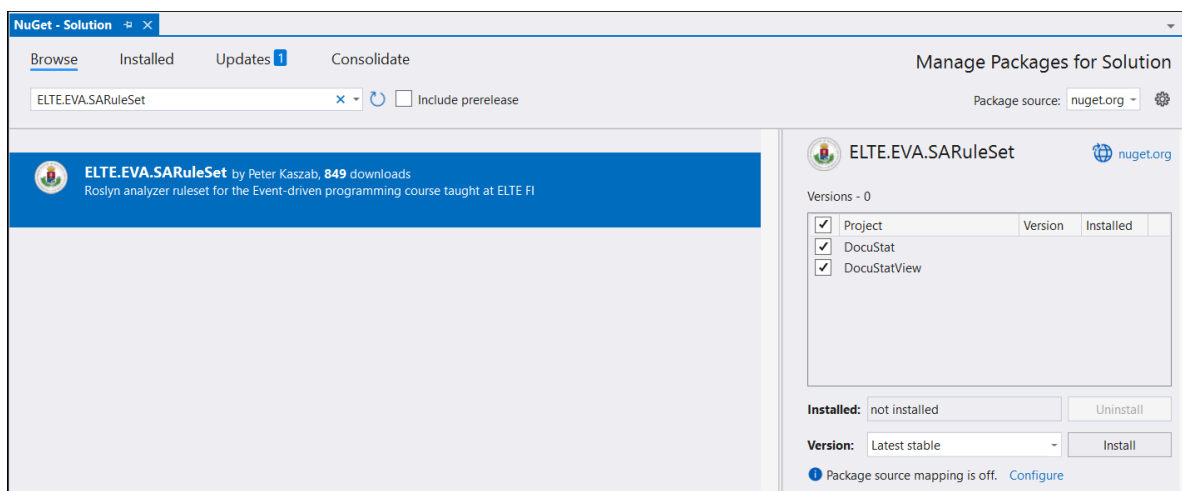 NuGet - Solution
Browse Installed Updates 1 Consolidate
Manage Packages for Solution
ELTE.EVA.SARuleSet
Include prerelease
Package source: nuget.org
ELTE.EVA.SARuleSet by Peter Kaszab, 849 downloads
Roslyn analyzer ruleset for the Event-driven programming course taught at ELTE FI
ELTE.EVA.SARuleSet
nuget.org
Versions - 0
Project Version Installed
DocuStat
DocuStatView
Installed: not installed Uninstall
Version: Latest stable Install
Package source mapping is off. Configure